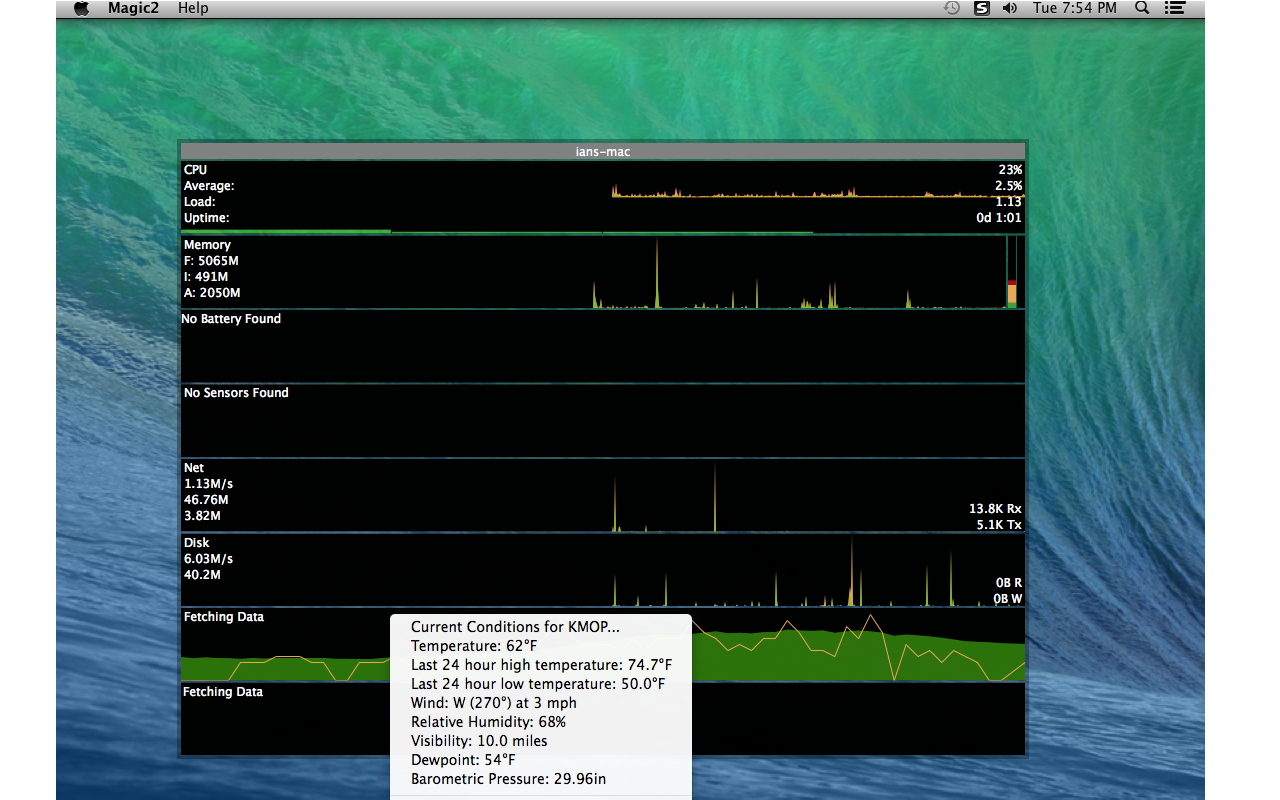 Magic2 Help Tue 7:54 PM
ians-mac
CPU 23%
Average: 2.5%
Load: 1.13
Uptime: 0d 1:01
Memory
F: 5065M
I: 491M
A: 2050M
No Battery Found
No Sensors Found
Net
1.13M/s
46.76M
3.82M
13.8K Rx
5.1K Tx
Disk
6.03M/s
40.2M
0B R
0B W
Fetching Data
Current Conditions for KMOP...
Temperature: 62°F
Last 24 hour high temperature: 74.7°F
Last 24 hour low temperature: 50.0°F
Fetching Data
Wind: W (270°) at 3 mph
Relative Humidity: 68%
Visibility: 10.0 miles
Dewpoint: 54°F
Barometric Pressure: 29.96in